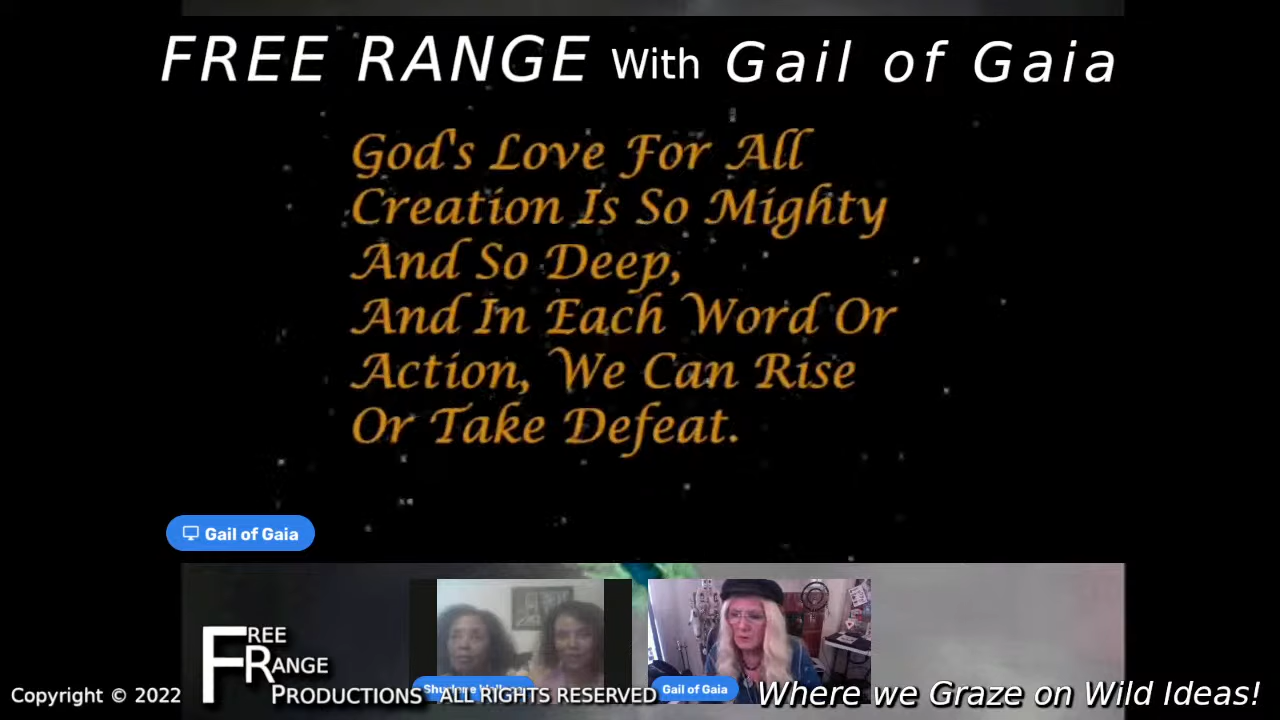 FREE RANGE With Gail of Gaia
God's Love For All
Creation Is So Mighty
And So Deep,
And In Each Word Or
Action, We Can Rise
Or Take Defeat.
Gail of Gaia
FREE
RANGE
PRODUCTIONS
Gail of Gaia
Copyright © 2022
ALL RIGHTS RESERVED
Where we Graze on Wild Ideas!